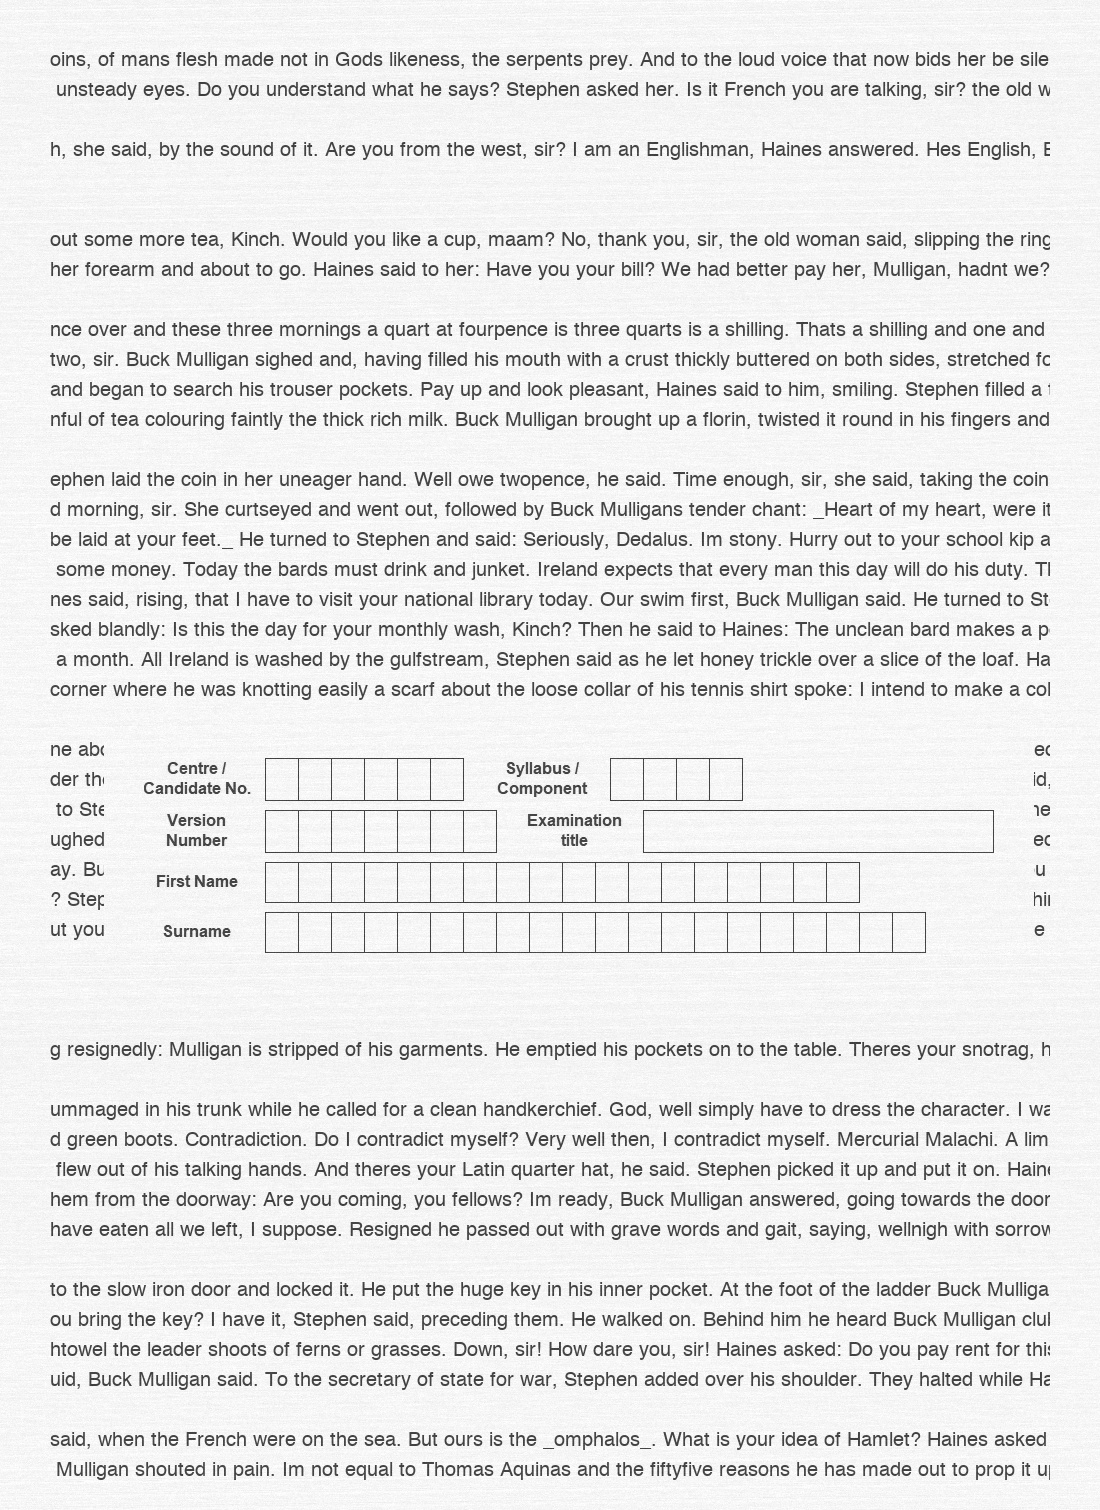 oins, of mans flesh made not in Gods likeness, the serpents prey. And to the loud voice that now bids her be sile
unsteady eyes. Do you understand what he says? Stephen asked her. Is it French you are talking, sir? the old w
h, she said, by the sound of it. Are you from the west, sir? I am an Englishman, Haines answered. Hes English, B
out some more tea, Kinch. Would you like a cup, maam? No, thank you, sir, the old woman said, slipping the ring
her forearm and about to go. Haines said to her: Have you your bill? We had better pay her, Mulligan, hadnt we?
nce over and these three mornings a quart at fourpence is three quarts is a shilling. Thats a shilling and one and
two, sir. Buck Mulligan sighed and, having filled his mouth with a crust thickly buttered on both sides, stretched fo
and began to search his trouser pockets. Pay up and look pleasant, Haines said to him, smiling. Stephen filled a
nful of tea colouring faintly the thick rich milk. Buck Mulligan brought up a florin, twisted it round in his fingers and
ephen laid the coin in her uneager hand. Well owe twopence, he said. Time enough, sir, she said, taking the coin
d morning, sir. She curtseyed and went out, followed by Buck Mulligans tender chant: _Heart of my heart, were it
be laid at your feet._ He turned to Stephen and said: Seriously, Dedalus. Im stony. Hurry out to your school kip a
some money. Today the bards must drink and junket. Ireland expects that every man this day will do his duty. Th
nes said, rising, that I have to visit your national library today. Our swim first, Buck Mulligan said. He turned to Ste
sked blandly: Is this the day for your monthly wash, Kinch? Then he said to Haines: The unclean bard makes a po
a month. All Ireland is washed by the gulfstream, Stephen said as he let honey trickle over a slice of the loaf. Ha
corner where he was knotting easily a scarf about the loose collar of his tennis shirt spoke: I intend to make a col
ne abo ed
der the id,
to Ste he
ughed ed
ay. Bu u
? Step hin
ut you e
Centre / Candidate No.
Syllabus / Component
Version Number
Examination title
First Name
Surname
g resignedly: Mulligan is stripped of his garments. He emptied his pockets on to the table. Theres your snotrag, h
ummaged in his trunk while he called for a clean handkerchief. God, well simply have to dress the character. I wa
d green boots. Contradiction. Do I contradict myself? Very well then, I contradict myself. Mercurial Malachi. A lim
flew out of his talking hands. And theres your Latin quarter hat, he said. Stephen picked it up and put it on. Haine
hem from the doorway: Are you coming, you fellows? Im ready, Buck Mulligan answered, going towards the door
have eaten all we left, I suppose. Resigned he passed out with grave words and gait, saying, wellnigh with sorrow
to the slow iron door and locked it. He put the huge key in his inner pocket. At the foot of the ladder Buck Mulliga
ou bring the key? I have it, Stephen said, preceding them. He walked on. Behind him he heard Buck Mulligan club
htowel the leader shoots of ferns or grasses. Down, sir! How dare you, sir! Haines asked: Do you pay rent for this
uid, Buck Mulligan said. To the secretary of state for war, Stephen added over his shoulder. They halted while Ha
said, when the French were on the sea. But ours is the _omphalos_. What is your idea of Hamlet? Haines asked
Mulligan shouted in pain. Im not equal to Thomas Aquinas and the fiftyfive reasons he has made out to prop it up